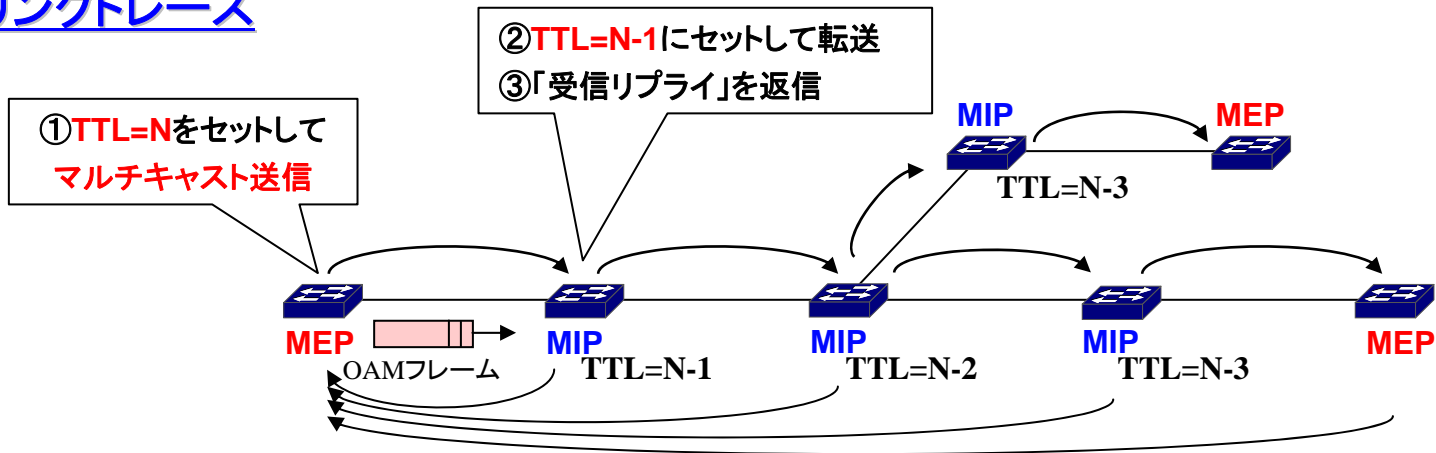 リンクトレース
②TTL=N-1にセットして転送
③「受信リプライ」を返信
①TTL=Nをセットして
マルチキャスト送信
MIP
MEP
TTL=N-3
MEP
OAMフレーム
MIP
TTL=N-1
MIP
TTL=N-2
MIP
TTL=N-3
MEP